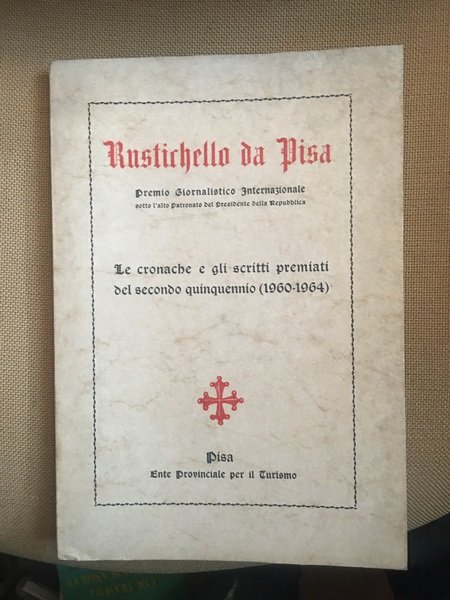 Rustichello da Pisa
Premio Giornalistico Internazionale
sotto l'alto Patronato del Presidente della Repubblica
Le cronache e gli scritti premiati
del secondo quinquennio (1960-1964)
Pisa
Ente Provinciale per il Turismo